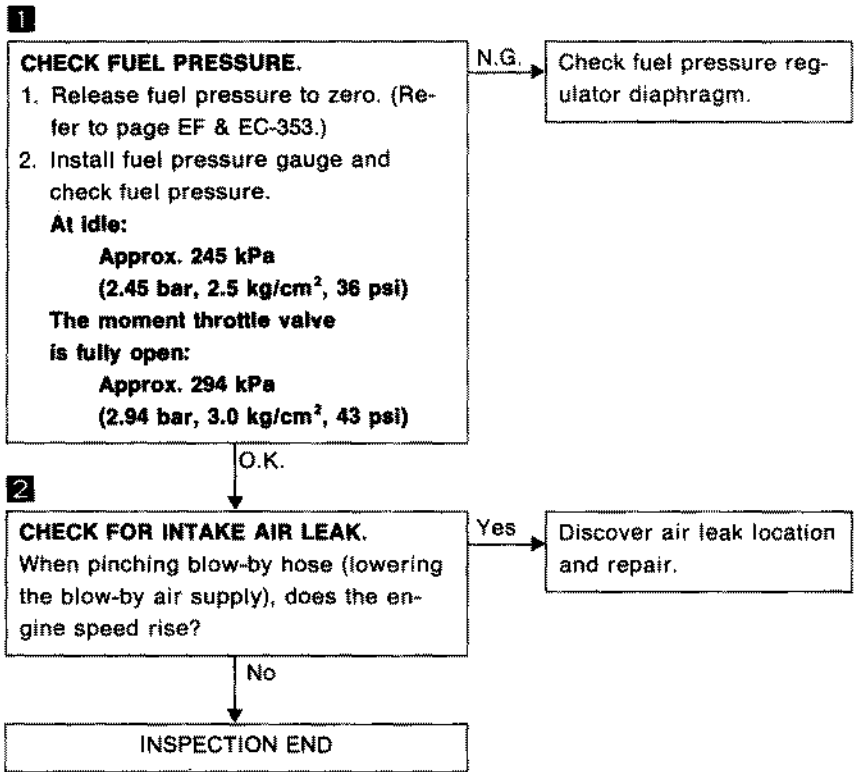 1
CHECK FUEL PRESSURE.
1. Release fuel pressure to zero. (Re-
fer to page EF & EC-353.)
2. Install fuel pressure gauge and
check fuel pressure.
At idle:
Approx. 245 kPa
(2.45 bar, 2.5 kg/cm², 36 psi)
The moment throttle valve
is fully open:
Approx. 294 kPa
(2.94 bar, 3.0 kg/cm², 43 psi)
N.G.
Check fuel pressure reg-
ulator diaphragm.
O.K.
2
CHECK FOR INTAKE AIR LEAK.
When pinching blow-by hose (lowering
the blow-by air supply), does the en-
gine speed rise?
Yes
Discover air leak location
and repair.
No
INSPECTION END